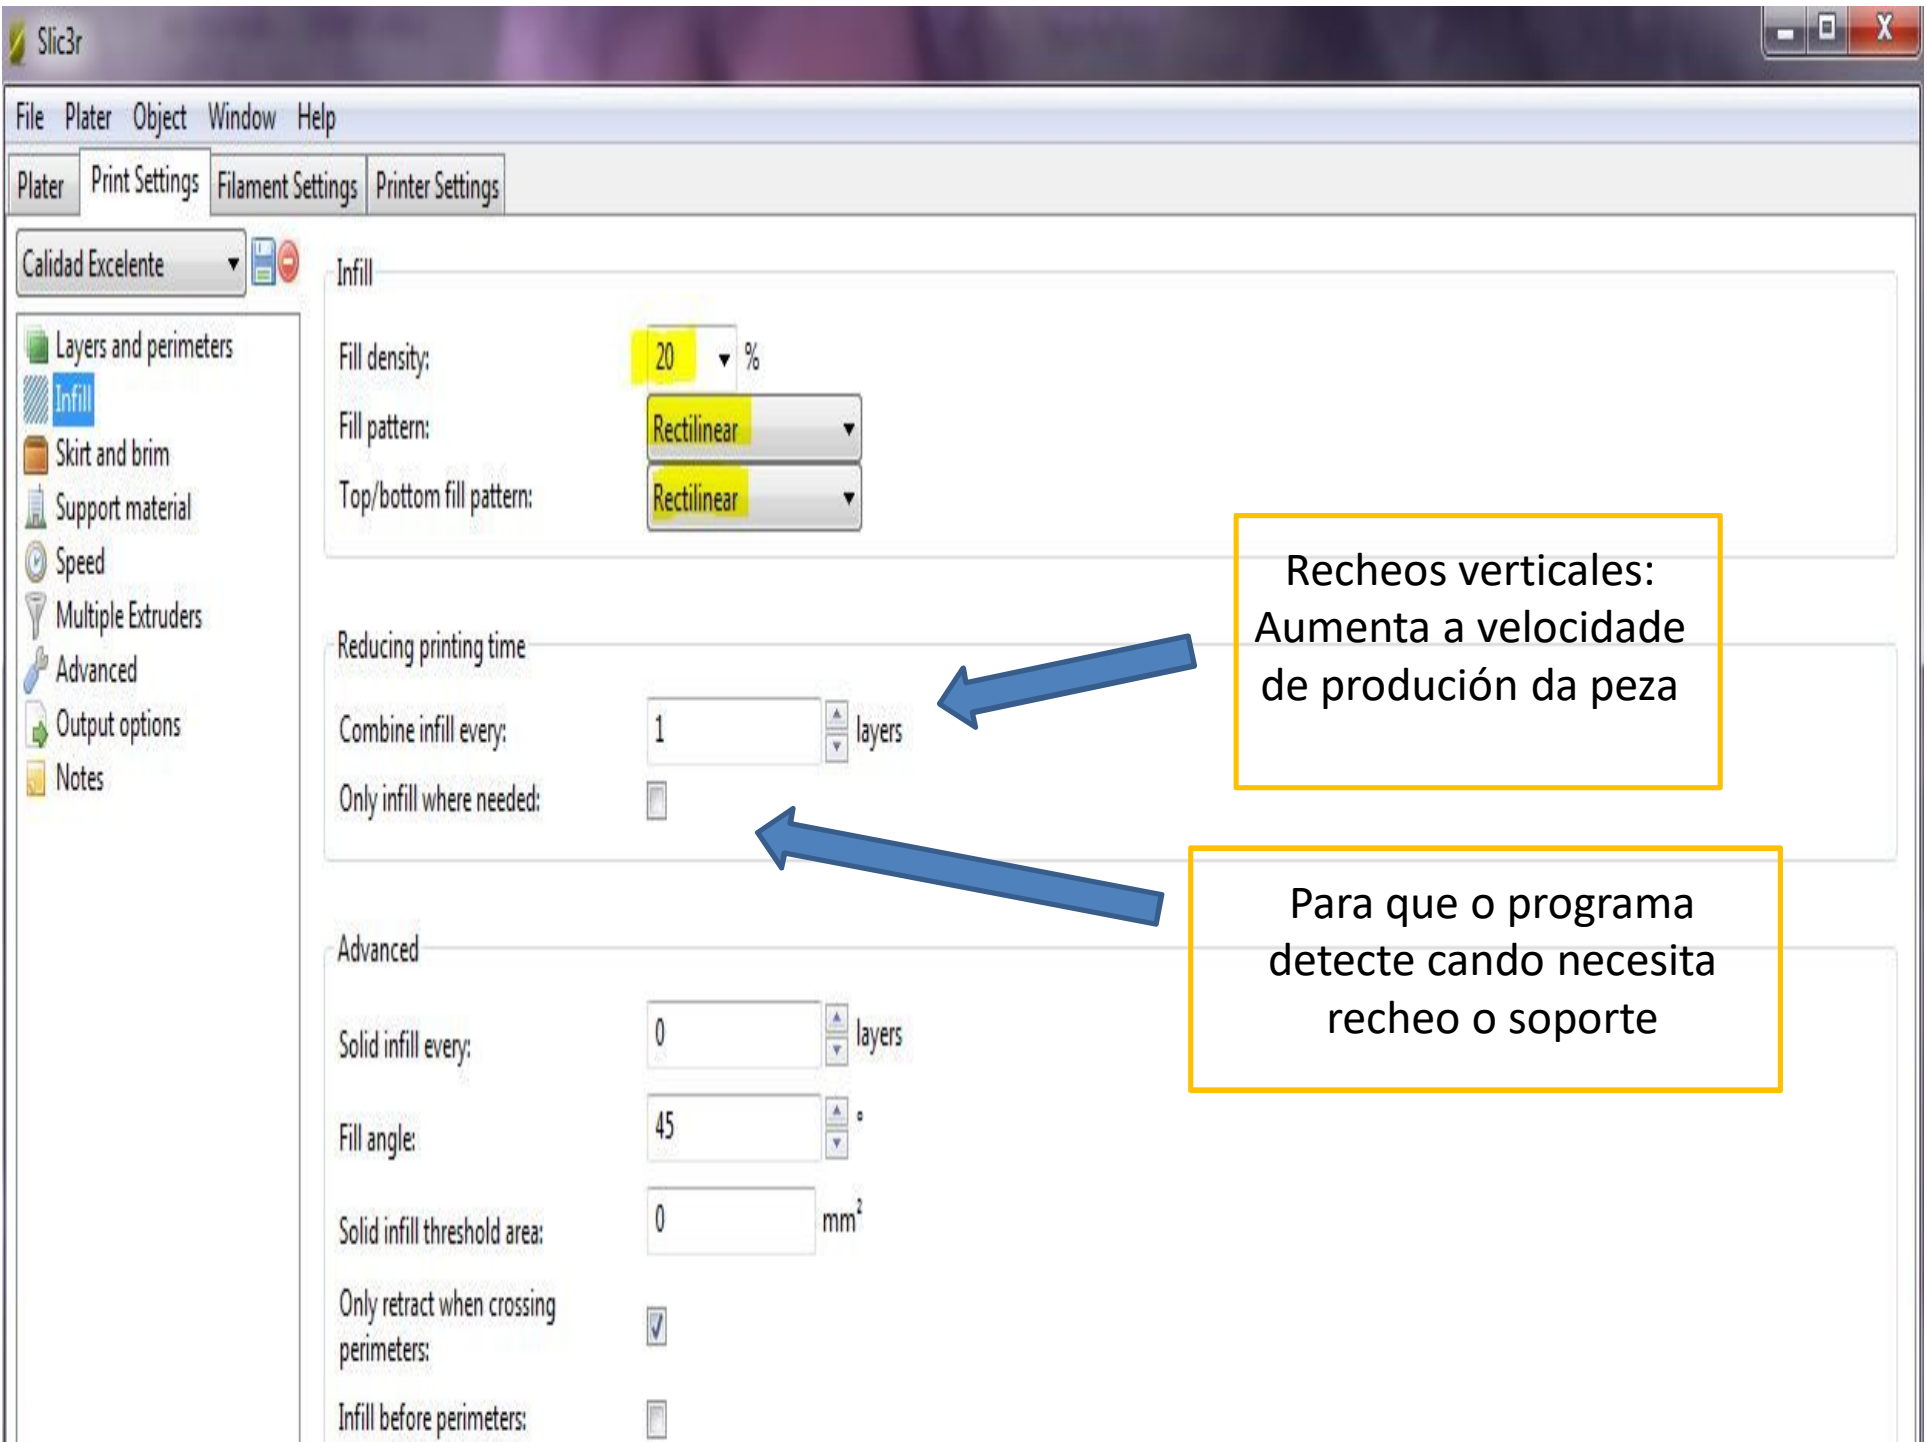 Slic3r
File Plater Object Window Help
Plater Print Settings Filament Settings Printer Settings
Calidad Excelente
Layers and perimeters
Infill
Skirt and brim
Support material
Speed
Multiple Extruders
Advanced
Output options
Notes
Infill
Fill density: 20 %
Fill pattern: Rectilinear
Top/bottom fill pattern: Rectilinear
Reducing printing time
Combine infill every: 1 layers
Only infill where needed:
Recheos verticales:
Aumenta a velocidade
de produción da peza
Para que o programa
detecte cando necesita
recheo o soporte
Advanced
Solid infill every: 0 layers
Fill angle: 45 °
Solid infill threshold area: 0 mm²
Only retract when crossing
perimeters:
Infill before perimeters: